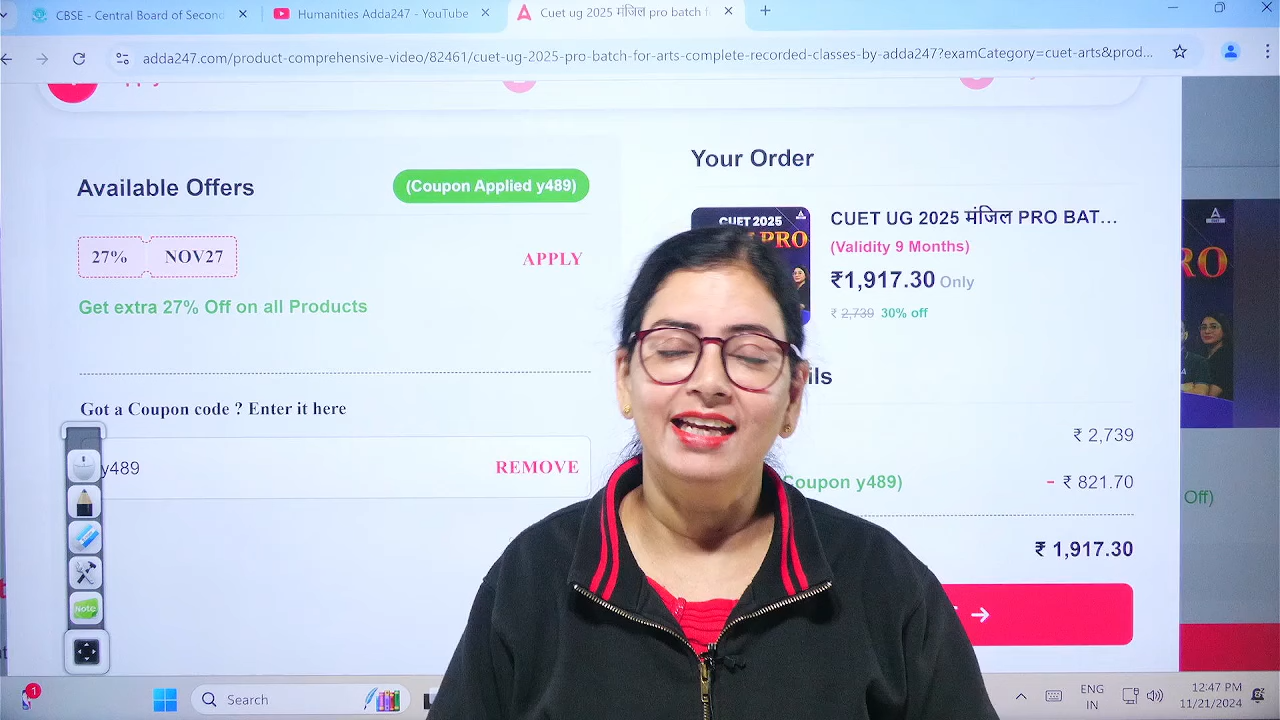 CBSE - Central Board of Second
Humanities Adda247 - YouTube
Cuet ug 2025 मंजिल pro batch f
adda247.com/product-comprehensive-video/82461/cuet-ug-2025-pro-batch-for-arts-complete-recorded-classes-by-adda247?examCategory=cuet-arts&prod...
Available Offers
(Coupon Applied y489)
27% NOV27
APPLY
Get extra 27% Off on all Products
Got a Coupon code ? Enter it here
y489
REMOVE
Note
Your Order
CUET 2025
PRO
CUET UG 2025 मंजिल PRO BAT...
(Validity 9 Months)
₹1,917.30 Only
₹ 2,739 30% off
ils
₹ 2,739
Coupon y489)
- ₹ 821.70
₹ 1,917.30
RO
Off)
1
Search
ENG
IN
12:47 PM
11/21/2024